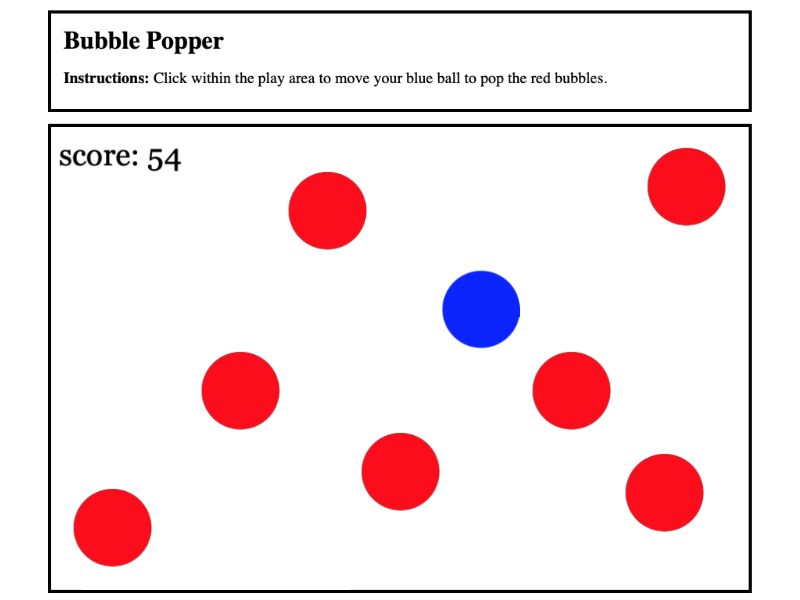 Bubble Popper
Instructions: Click within the play area to move your blue ball to pop the red bubbles.
score: 54